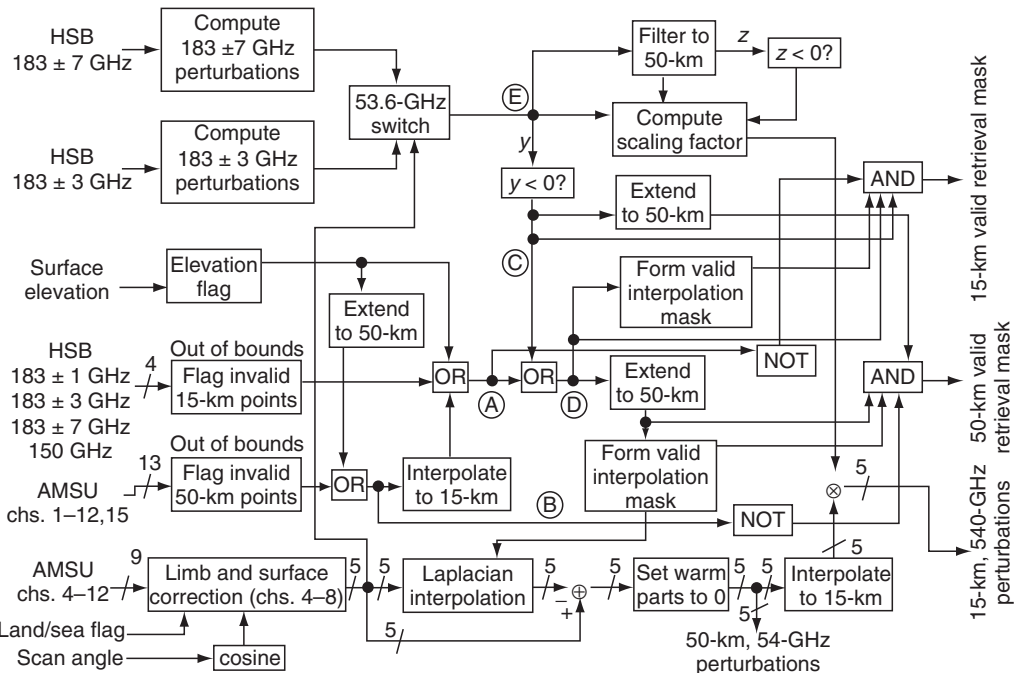 HSB
183 ± 7 GHz
Compute
183 ±7 GHz
perturbations
HSB
183 ± 3 GHz
Compute
183 ± 3 GHz
perturbations
53.6-GHz
switch
E
y
y < 0?
Filter to
50-km
z
z < 0?
Compute
scaling factor
Extend
to 50-km
C
AND
15-km valid retrieval mask
Surface
elevation
Elevation
flag
Extend
to 50-km
Form valid
interpolation
mask
NOT
HSB
183 ± 1 GHz
183 ± 3 GHz
183 ± 7 GHz
150 GHz
4
Out of bounds
Flag invalid
15-km points
OR
A
OR
D
Extend
to 50-km
AND
50-km valid
retrieval mask
AMSU
chs. 1–12,15
13
Out of bounds
Flag invalid
50-km points
OR
Interpolate
to 15-km
B
Form valid
interpolation
mask
NOT
⊗
5
15-km, 540-GHz
perturbations
AMSU
chs. 4–12
9
Limb and surface
correction (chs. 4–8)
5
5
Laplacian
interpolation
5
–
+
⊕
5
5
Set warm
parts to 0
5
5
5
Interpolate
to 15-km
5
50-km, 54-GHz
perturbations
Land/sea flag
Scan angle
cosine